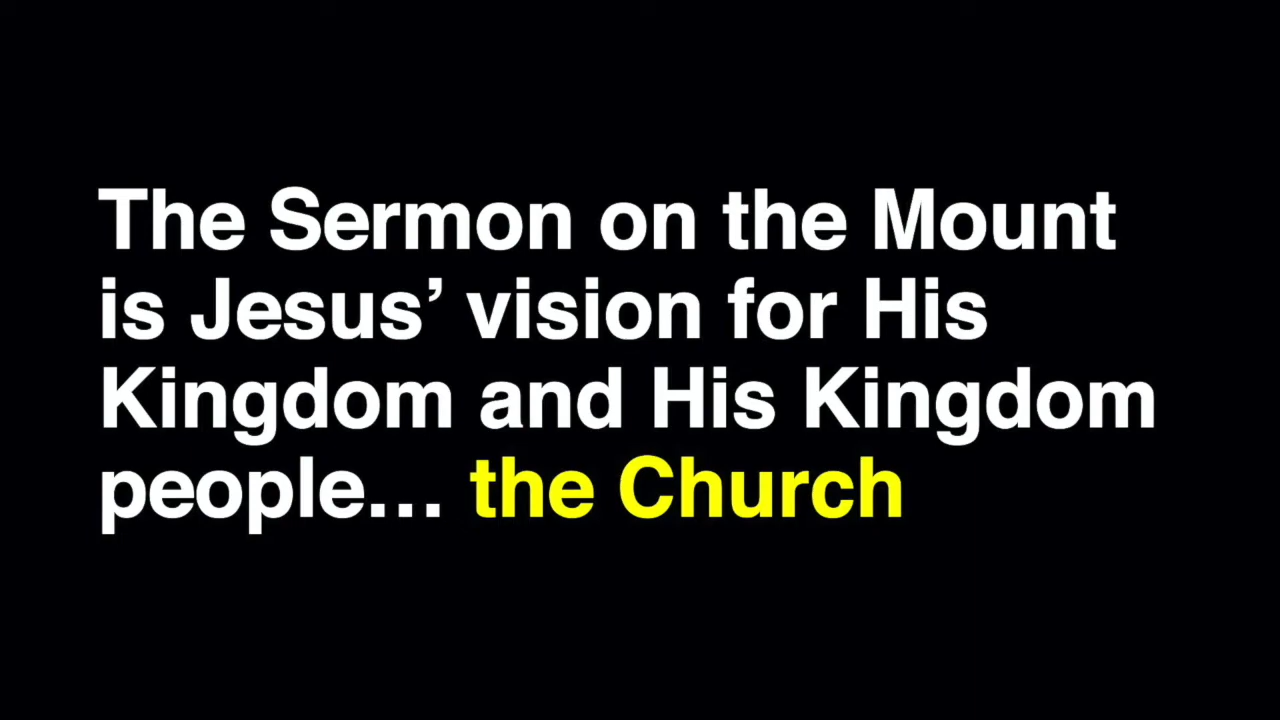 The Sermon on the Mount
is Jesus’ vision for His
Kingdom and His Kingdom
people… the Church